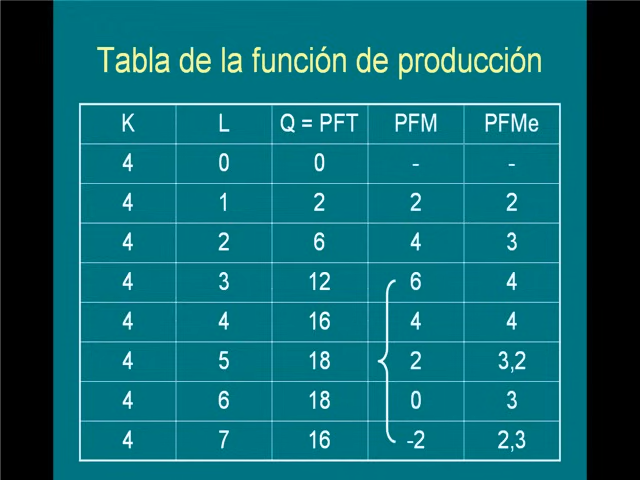 Tabla de la función de producción
K L Q = PFT PFM PFMe
4 0 0 - -
4 1 2 2 2
4 2 6 4 3
4 3 12 6 4
4 4 16 4 4
4 5 18 2 3,2
4 6 18 0 3
4 7 16 -2 2,3